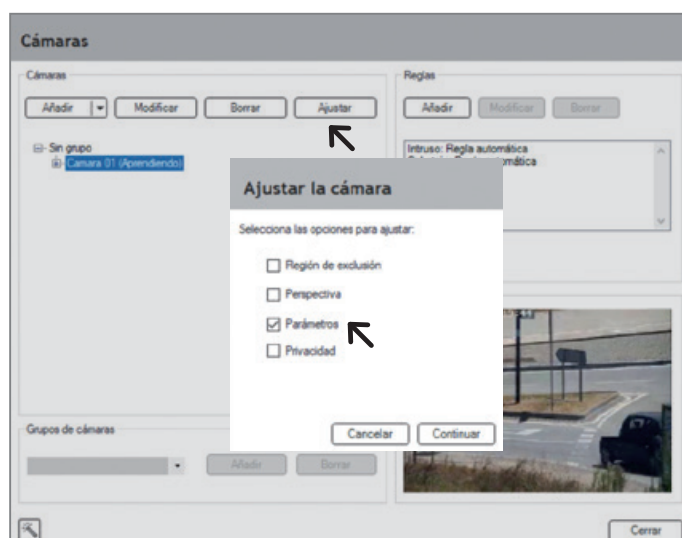 Cámaras
Cámaras
Añadir
Modificar
Borrar
Ajustar
Sin grupo
Camara 01 (Aprendiendo)
Reglas
Añadir
Modificar
Borrar
Intruso: Regla automática
Ajustar la cámara
Selecciona las opciones para ajustar:
Región de exclusión
Perspectiva
Parámetros
Privacidad
Cancelar
Continuar
Grupos de cámaras
Añadir
Borrar
Cerrar